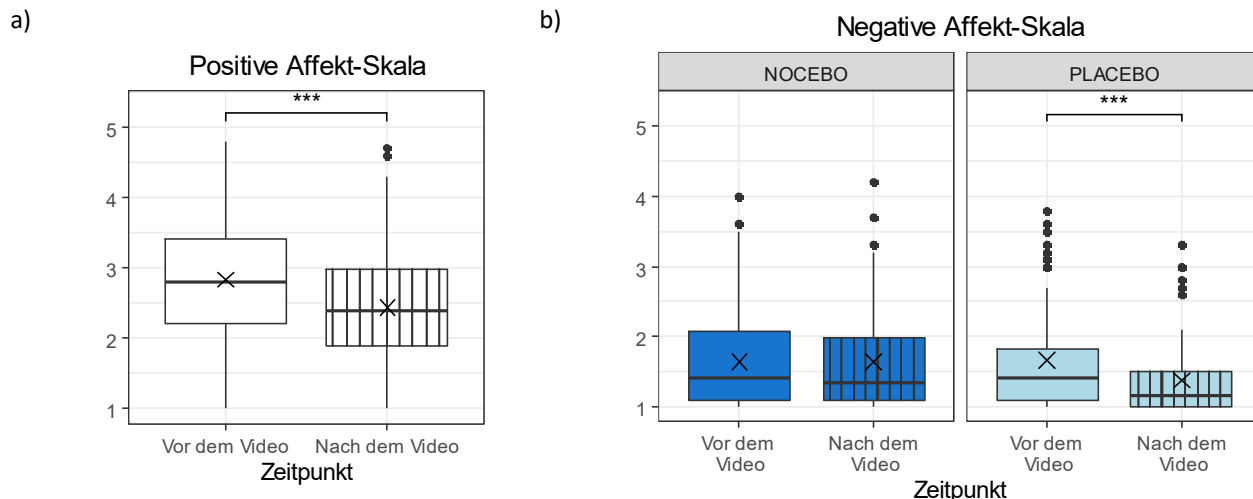 a)
Positive Affekt-Skala
***
5
4
3
2
1
Vor dem Video Nach dem Video
Zeitpunkt
b)
Negative Affekt-Skala
NOCEBO PLACEBO
***
5
4
3
2
1
Vor dem Video Nach dem Video Vor dem Video Nach dem Video
Zeitpunkt